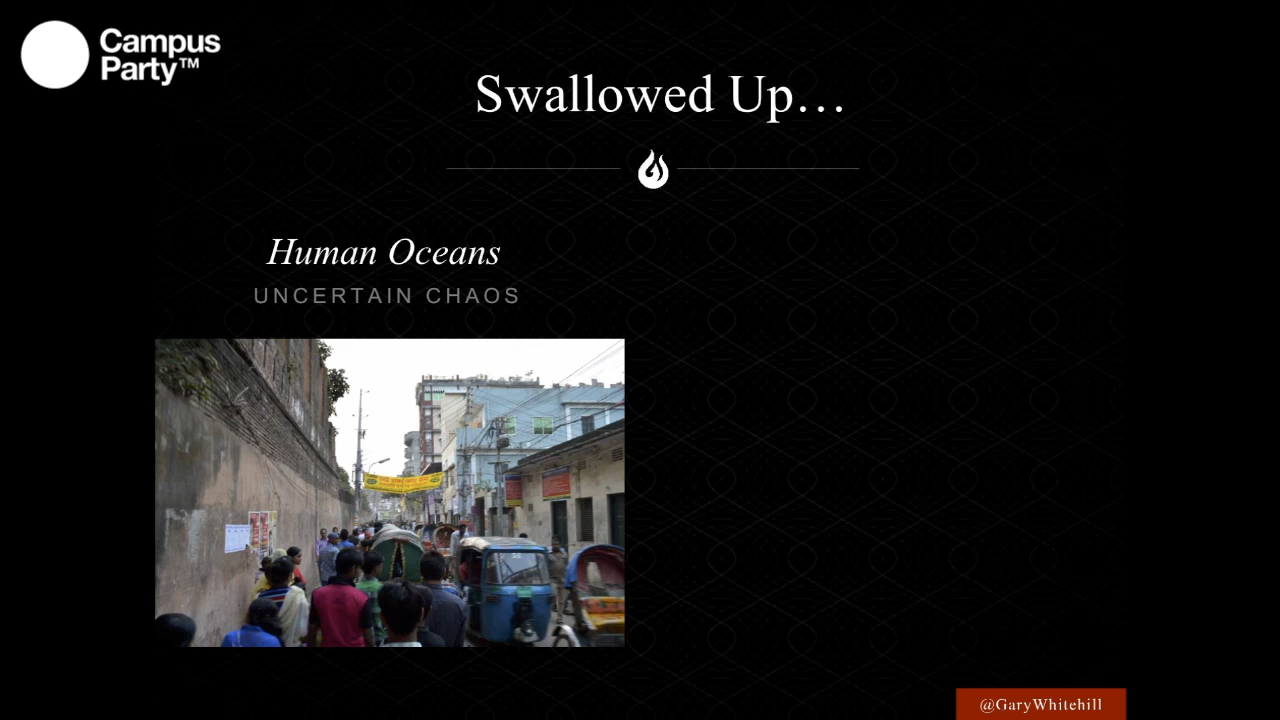 Campus
Party™
Swallowed Up…
Human Oceans
UNCERTAIN CHAOS
@GaryWhitehill